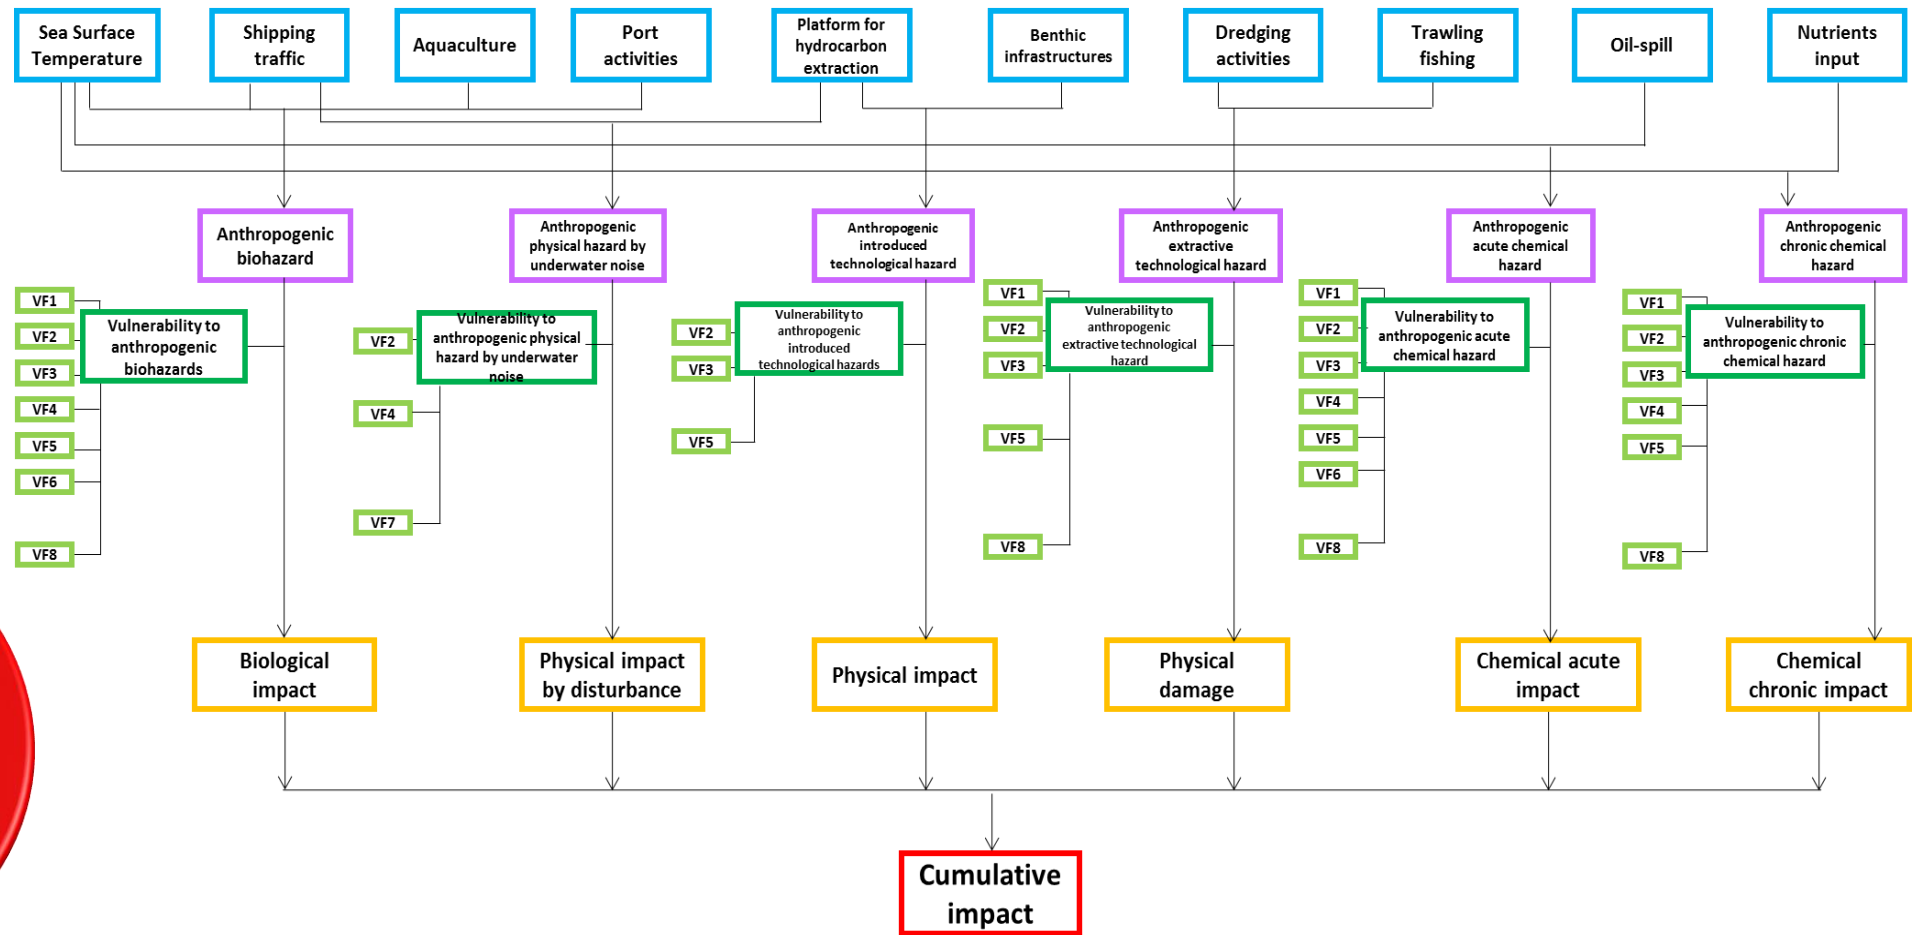 Sea Surface
Temperature
Shipping
traffic
Aquaculture
Port
activities
Platform for
hydrocarbon
extraction
Benthic
infrastructures
Dredging
activities
Trawling
fishing
Oil-spill
Nutrients
input
Anthropogenic
biohazard
Anthropogenic
physical hazard by
underwater noise
Anthropogenic
introduced
technological hazard
Anthropogenic
extractive
technological hazard
Anthropogenic
acute chemical
hazard
Anthropogenic
chronic chemical
hazard
VF1
VF2
VF3
VF4
VF5
VF6
VF8
Vulnerability to
anthropogenic
biohazards
VF2
VF4
VF7
Vulnerability to
anthropogenic physical
hazard by underwater
noise
VF2
VF3
VF5
Vulnerability to
anthropogenic
introduced
technological hazards
VF1
VF2
VF3
VF5
VF8
Vulnerability to
anthropogenic
extractive technological
hazard
VF1
VF2
VF3
VF4
VF5
VF6
VF8
Vulnerability to
anthropogenic acute
chemical hazard
VF1
VF2
VF3
VF4
VF5
VF8
Vulnerability to
anthropogenic chronic
chemical hazard
Biological
impact
Physical impact
by disturbance
Physical impact
Physical
damage
Chemical acute
impact
Chemical
chronic impact
Cumulative
impact